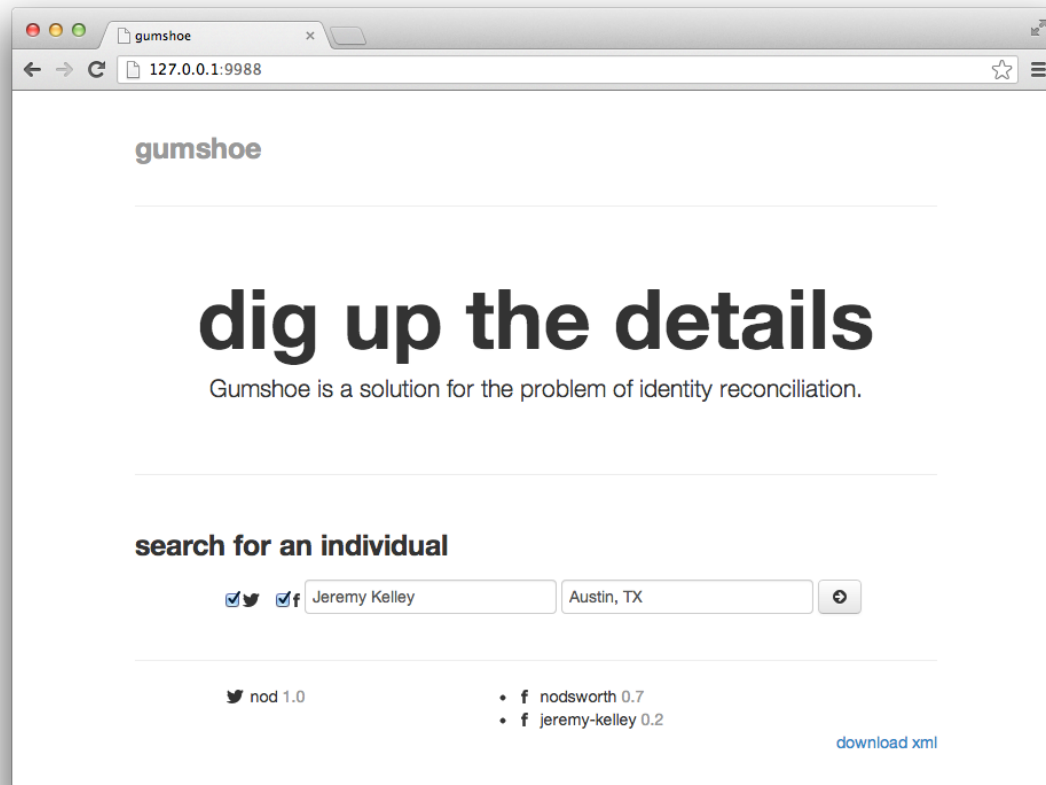 gumshoe
127.0.0.1:9988
gumshoe
dig up the details
Gumshoe is a solution for the problem of identity reconciliation.
search for an individual
Jeremy Kelley Austin, TX
nod 1.0
nodsworth 0.7
jeremy-kelley 0.2
download xml